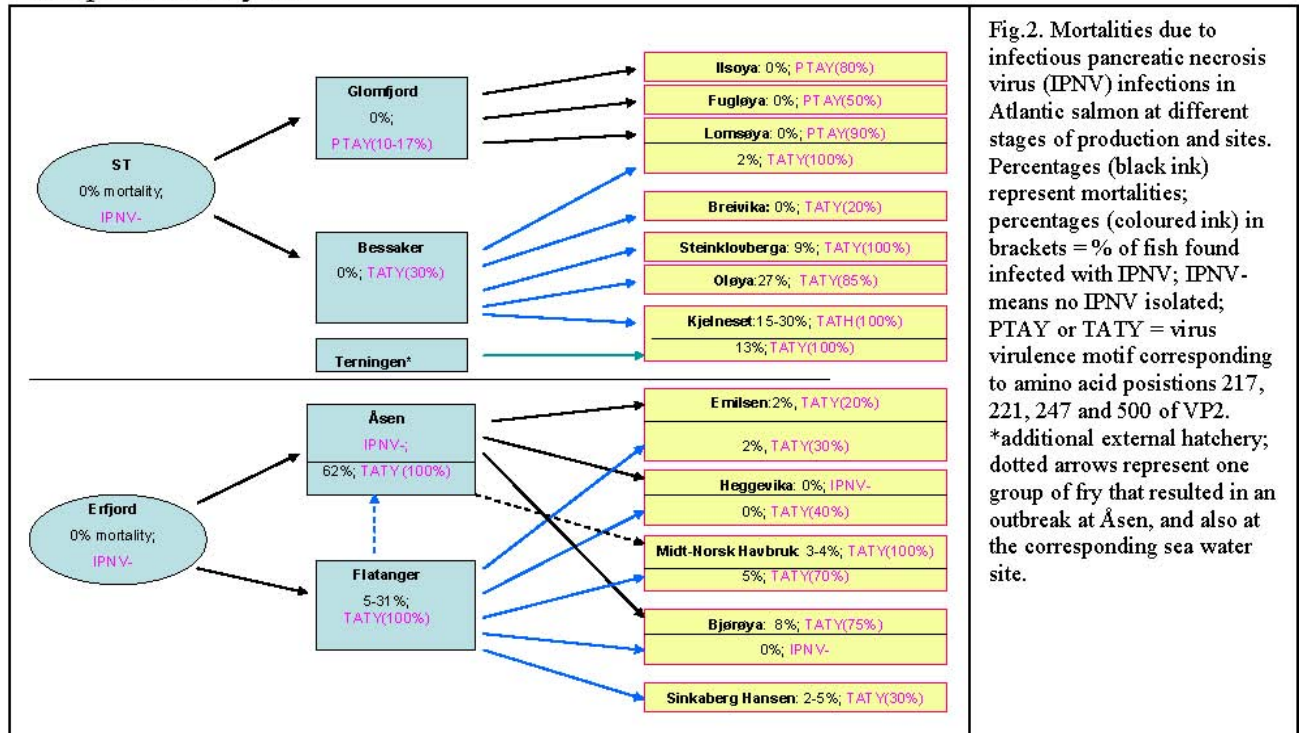 ST
0% mortality;
IPNV-
Glomfjord
0%;
PTAY(10-17%)
Bessaker
0%; TATY(30%)
Terningen*
Ilsoya: 0%; PTAY(80%)
Fugløya: 0%; PTAY(50%)
Lornsøya: 0%; PTAY(90%)
2%; TATY(100%)
Breivika: 0%; TATY(20%)
Steinklovberga: 9%; TATY(100%)
Oløya:27%; TATY(85%)
Kjelneset:15-30%; TATH(100%)
13%; TATY(100%)
Erfjord
0% mortality;
IPNV-
Åsen
IPNV-;
62%; TATY (100%)
Flatanger
5-31%;
TATY(100%)
Emilsen:2%, TATY(20%)
2%, TATY(30%)
Heggevika: 0%; IPNV-
0%; TATY(40%)
Midt-Norsk Havbruk: 3-4%; TATY(100%)
5%; TATY(70%)
Bjørøya: 8%; TATY(75%)
0%; IPNV-
Sinkaberg Hansen: 2-5%; TATY(30%)
Fig.2. Mortalities due to
infectious pancreatic necrosis
virus (IPNV) infections in
Atlantic salmon at different
stages of production and sites.
Percentages (black ink)
represent mortalities;
percentages (coloured ink) in
brackets = % of fish found
infected with IPNV; IPNV-
means no IPNV isolated;
PTAY or TATY = virus
virulence motif corresponding
to amino acid posistions 217,
221, 247 and 500 of VP2.
*additional external hatchery;
dotted arrows represent one
group of fry that resulted in an
outbreak at Åsen, and also at
the corresponding sea water
site.